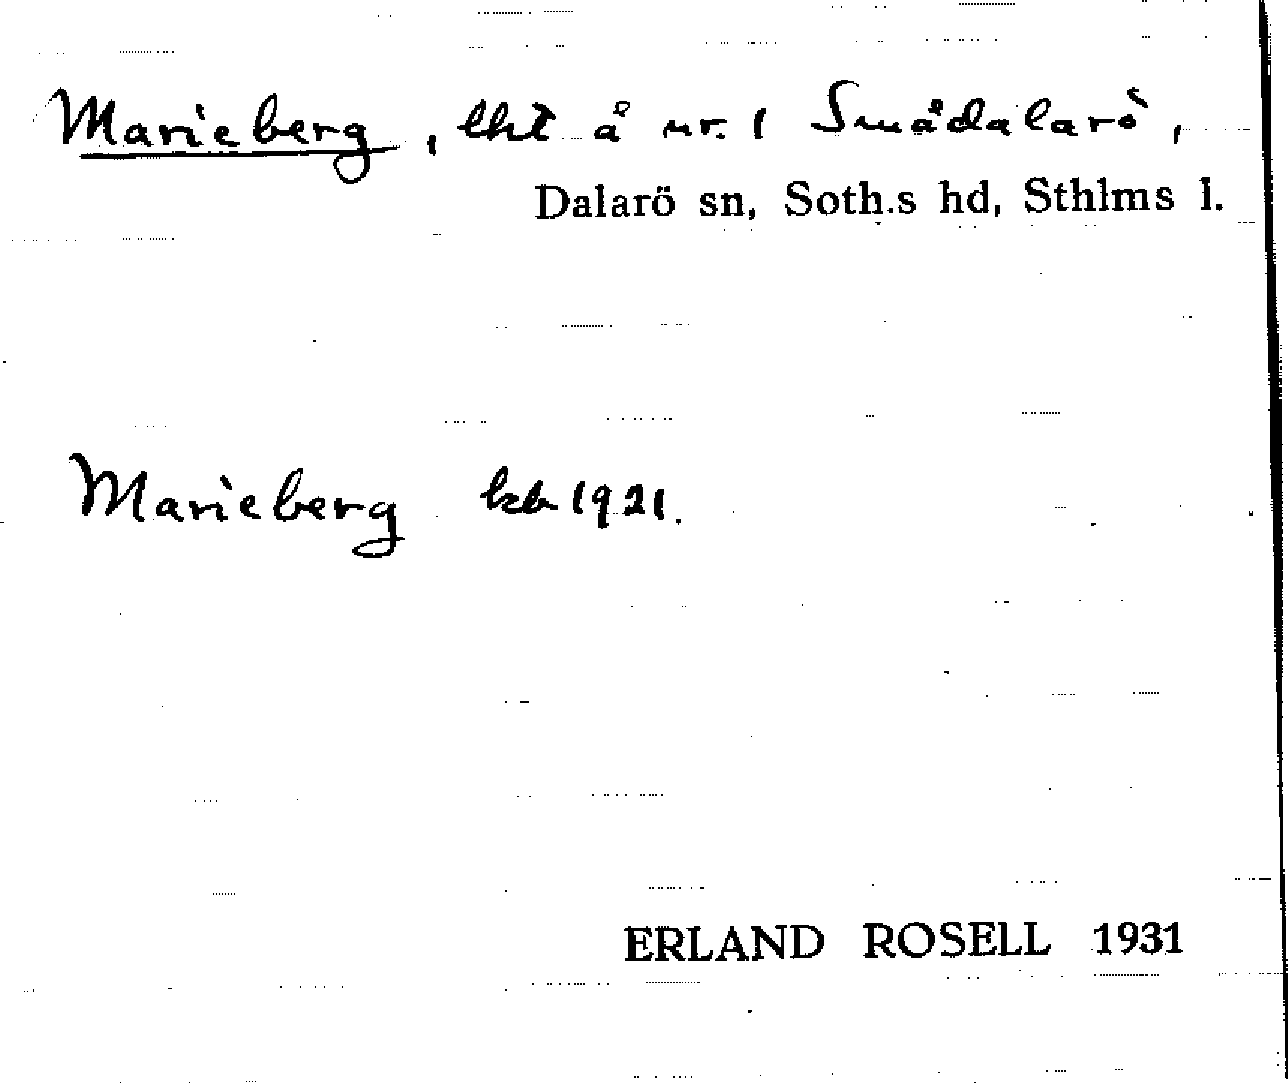 Marieberg, lht å nr. 1 Smådalarö,
Dalarö sn, Soth.s hd, Sthlms l.
Marieberg kb 1921.
ERLAND ROSELL 1931